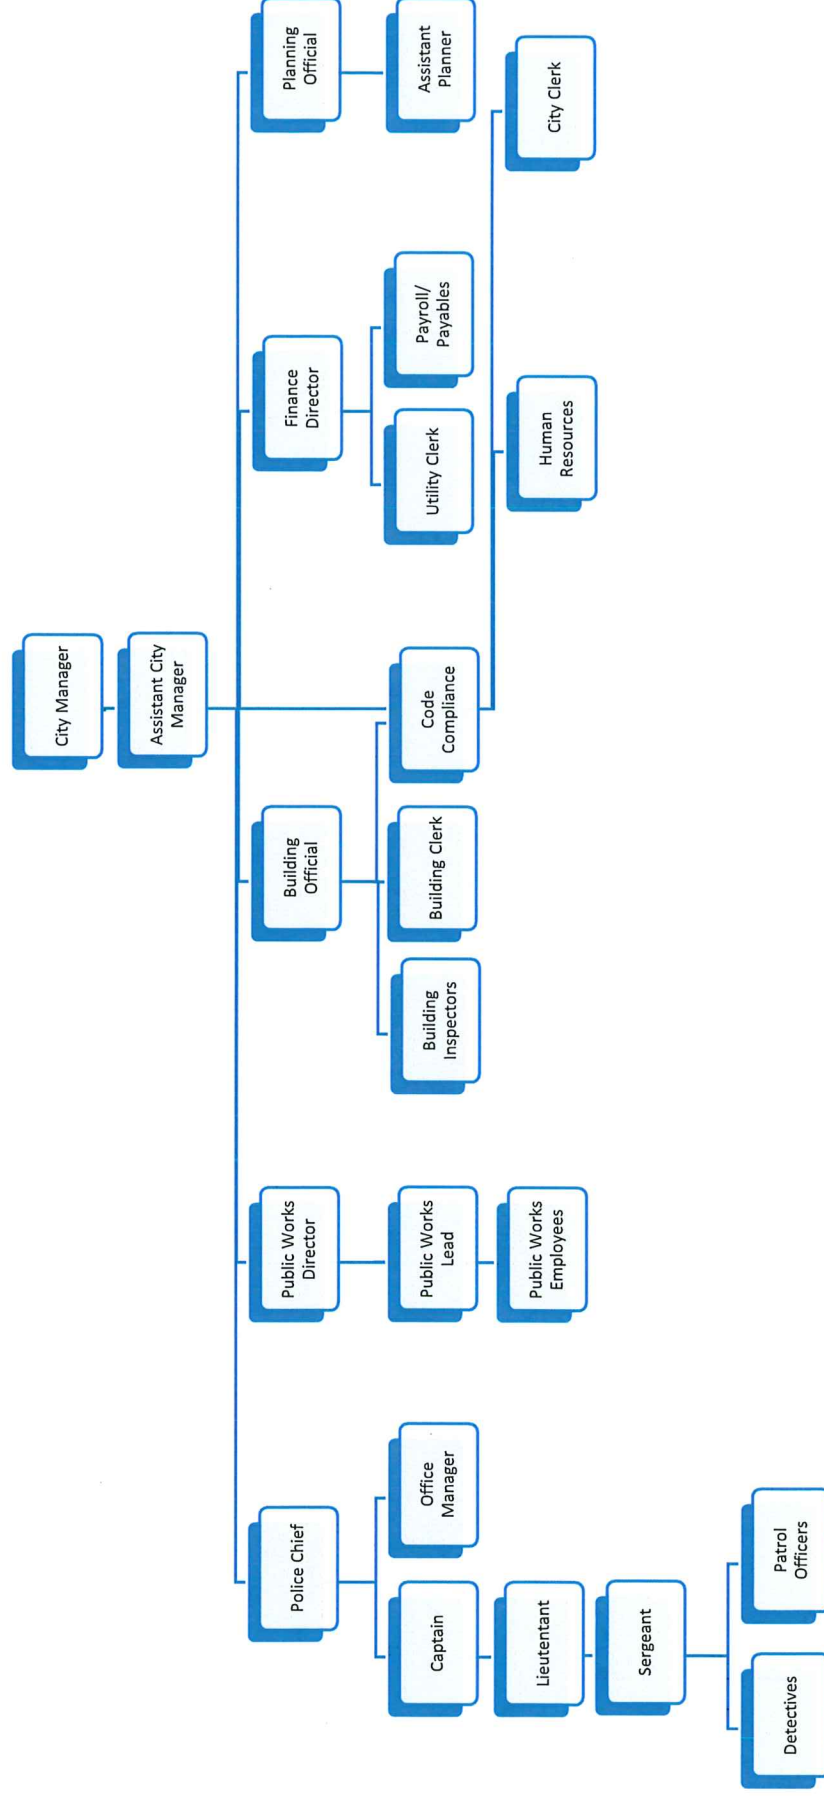 City Manager
Assistant City
Manager
Police Chief
Public Works
Director
Building
Official
Finance
Director
Planning
Official
Captain
Office
Manager
Public Works
Lead
Building
Inspectors
Building Clerk
Code
Compliance
Utility Clerk
Payroll/
Payables
Assistant
Planner
Lieutentant
Public Works
Employees
Human
Resources
City Clerk
Sergeant
Detectives
Patrol
Officers